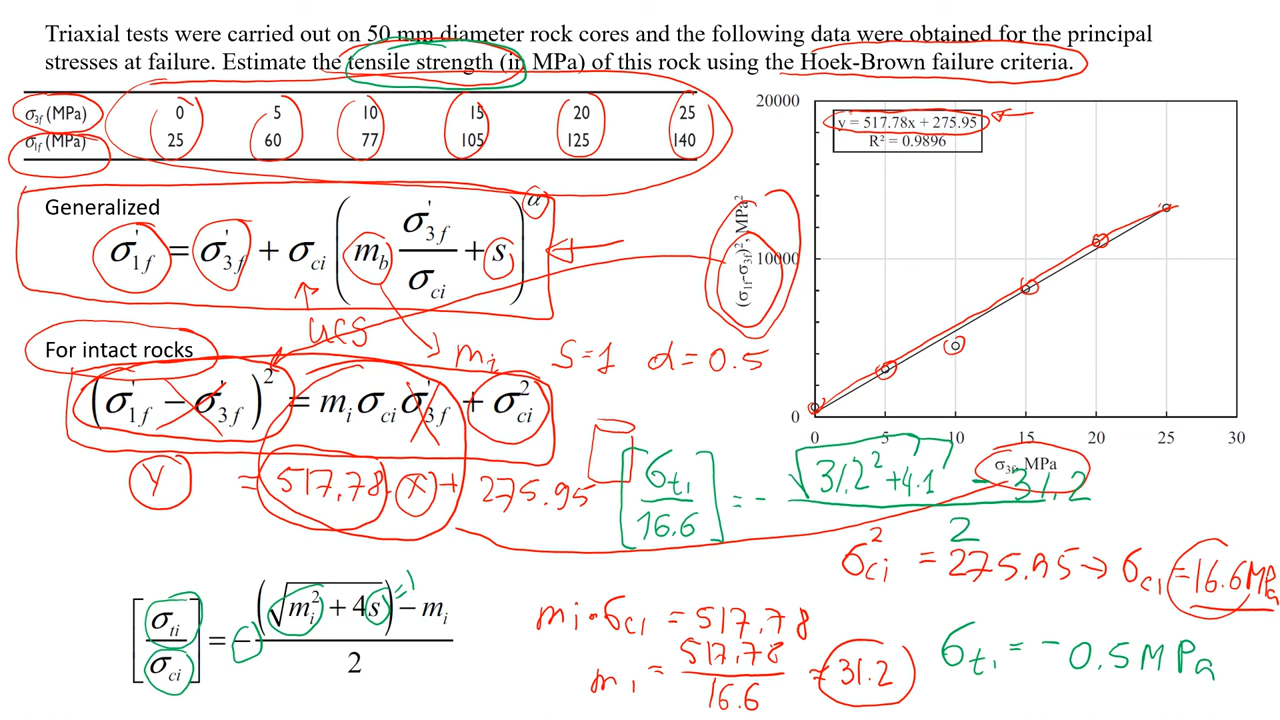 Triaxial tests were carried out on 50 mm diameter rock cores and the following data were obtained for the principal
stresses at failure. Estimate the tensile strength (in MPa) of this rock using the Hoek-Brown failure criteria.
σ3f (MPa) 0 5 10 15 20 25
σ1f (MPa) 25 60 77 105 125 140
Generalized
σ'1f = σ'3f + σci (mb σ'3f / σci + s)^α
UCS
For intact rocks
mi S=1 α=0.5
(σ'1f − σ'3f)² = mi σci σ'3f + σ²ci
Y = 517.78 (x) + 275.95
[σti / σci] = −(√(mi² + 4s) − mi) / 2
=1
20000
y = 517.78x + 275.95
R² = 0.9896
(σ1f-σ3f)², MPa²
10000
0
0 5 10 15 20 25 30
σ3f, MPa
[σti / 16.6] = − (√(31.2² + 4.1) − 31.2) / 2
σci² = 275.95 → σci = 16.6 MPa
mi·σci = 517.78
mi = 517.78 / 16.6 = 31.2
σti = −0.5 MPa